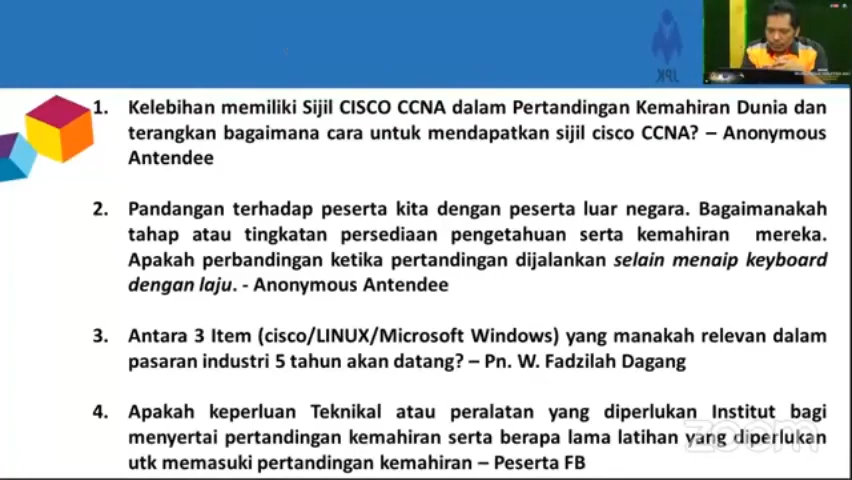 JPK
1. Kelebihan memiliki Sijil CISCO CCNA dalam Pertandingan Kemahiran Dunia dan
terangkan bagaimana cara untuk mendapatkan sijil cisco CCNA? – Anonymous
Antendee
2. Pandangan terhadap peserta kita dengan peserta luar negara. Bagaimanakah
tahap atau tingkatan persediaan pengetahuan serta kemahiran mereka.
Apakah perbandingan ketika pertandingan dijalankan selain menaip keyboard
dengan laju. - Anonymous Antendee
3. Antara 3 Item (cisco/LINUX/Microsoft Windows) yang manakah relevan dalam
pasaran industri 5 tahun akan datang? – Pn. W. Fadzilah Dagang
4. Apakah keperluan Teknikal atau peralatan yang diperlukan Institut bagi
menyertai pertandingan kemahiran serta berapa lama latihan yang diperlukan
utk memasuki pertandingan kemahiran – Peserta FB
zoom